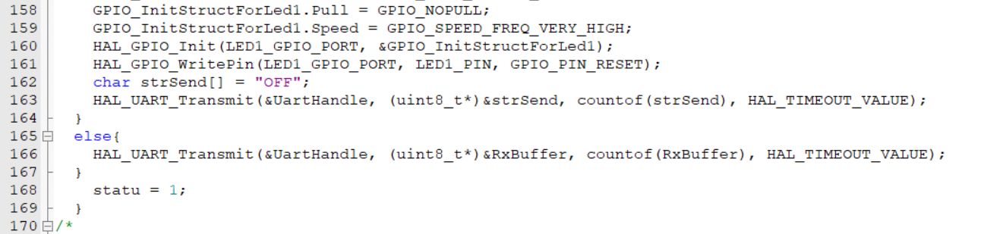 158 GPIO_InitStructForLed1.Pull = GPIO_NOPULL;
159 GPIO_InitStructForLed1.Speed = GPIO_SPEED_FREQ_VERY_HIGH;
160 HAL_GPIO_Init(LED1_GPIO_PORT, &GPIO_InitStructForLed1);
161 HAL_GPIO_WritePin(LED1_GPIO_PORT, LED1_PIN, GPIO_PIN_RESET);
162 char strSend[] = "OFF";
163 HAL_UART_Transmit(&UartHandle, (uint8_t*)&strSend, countof(strSend), HAL_TIMEOUT_VALUE);
164 }
165 else{
166 HAL_UART_Transmit(&UartHandle, (uint8_t*)&RxBuffer, countof(RxBuffer), HAL_TIMEOUT_VALUE);
167 }
168 statu = 1;
169 }
170 /*